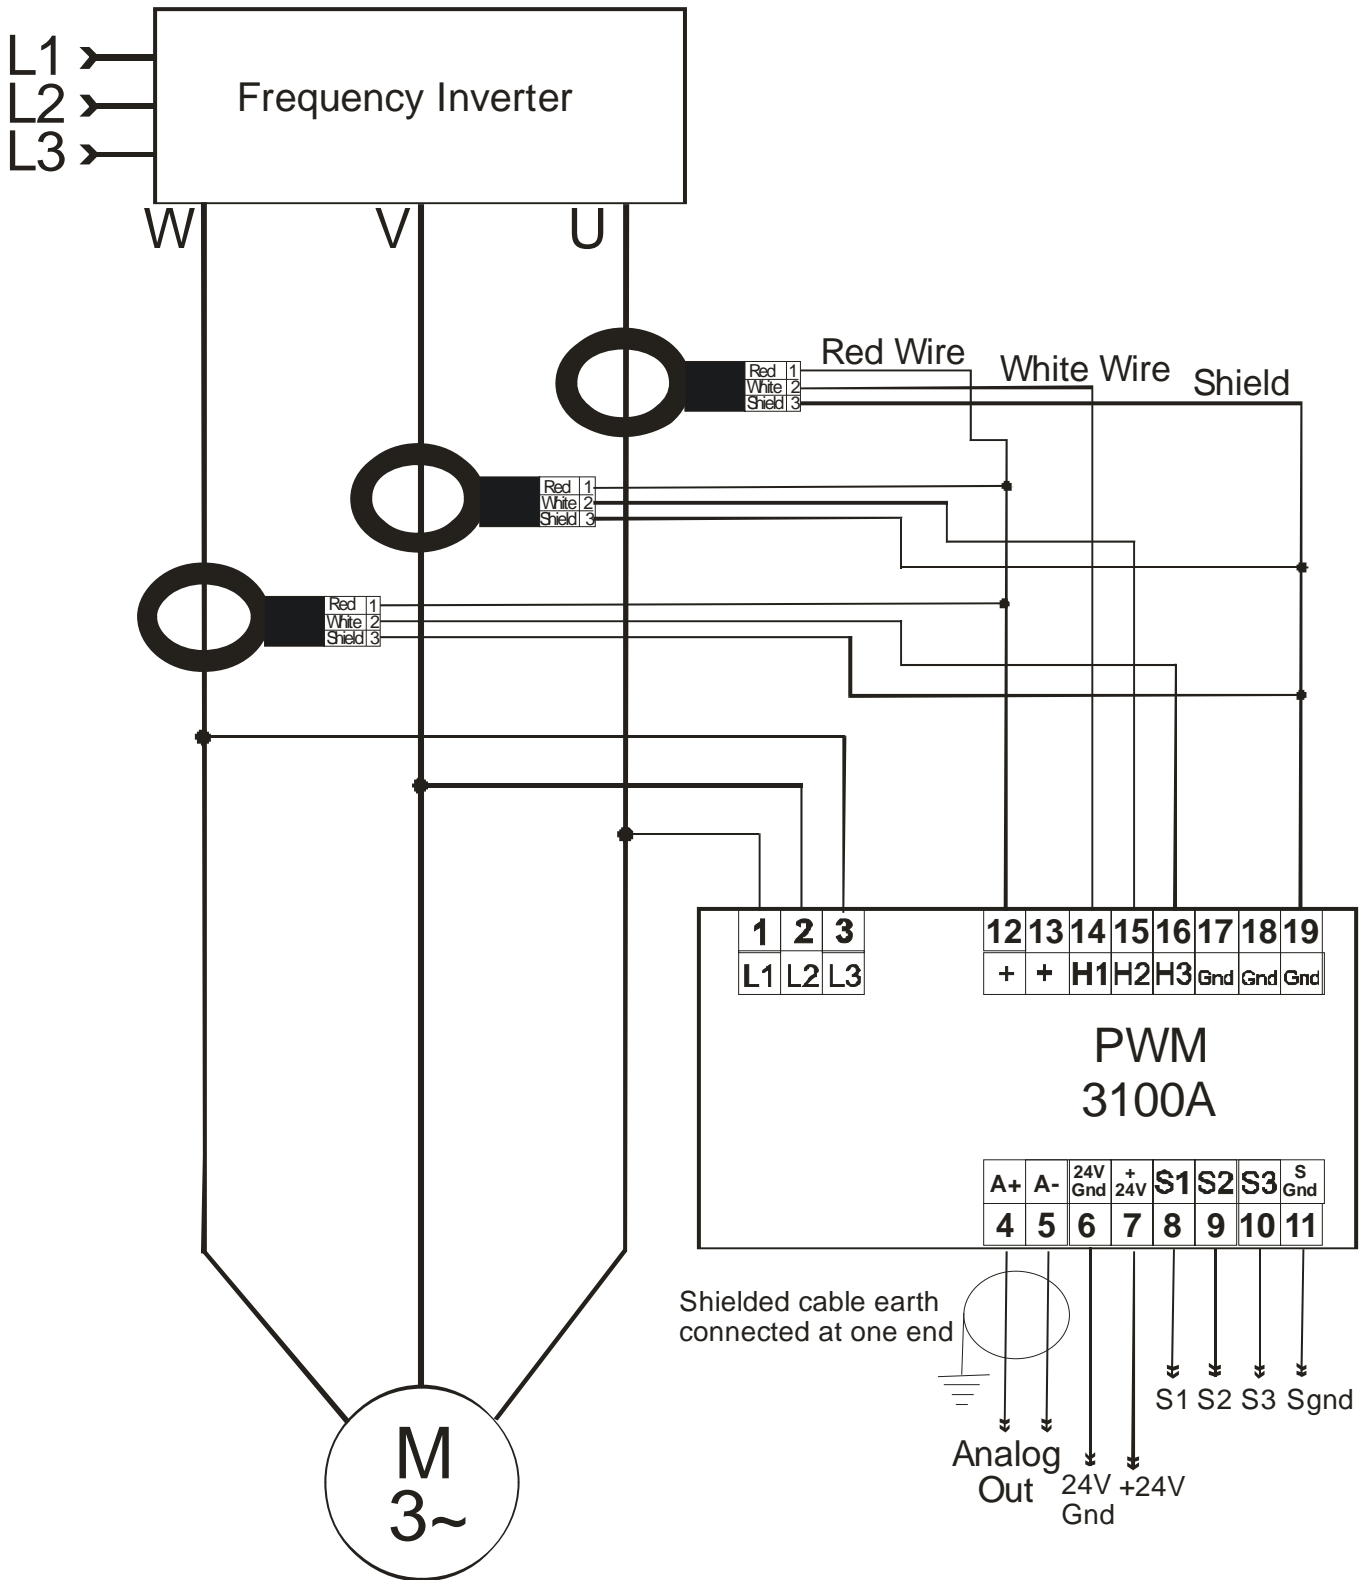 L1
L2
L3
Frequency Inverter
W V U
Red Wire
White Wire
Shield
Red 1
White 2
Shield 3
Red 1
White 2
Shield 3
Red 1
White 2
Shield 3
1 2 3
L1 L2 L3
12 13 14 15 16 17 18 19
+ + H1 H2 H3 Gnd Gnd Gnd
PWM
3100A
A+ A- 24V Gnd + 24V S1 S2 S3 S Gnd
4 5 6 7 8 9 10 11
Shielded cable earth
connected at one end
S1 S2 S3 Sgnd
Analog
Out
24V
Gnd
+24V
M
3~